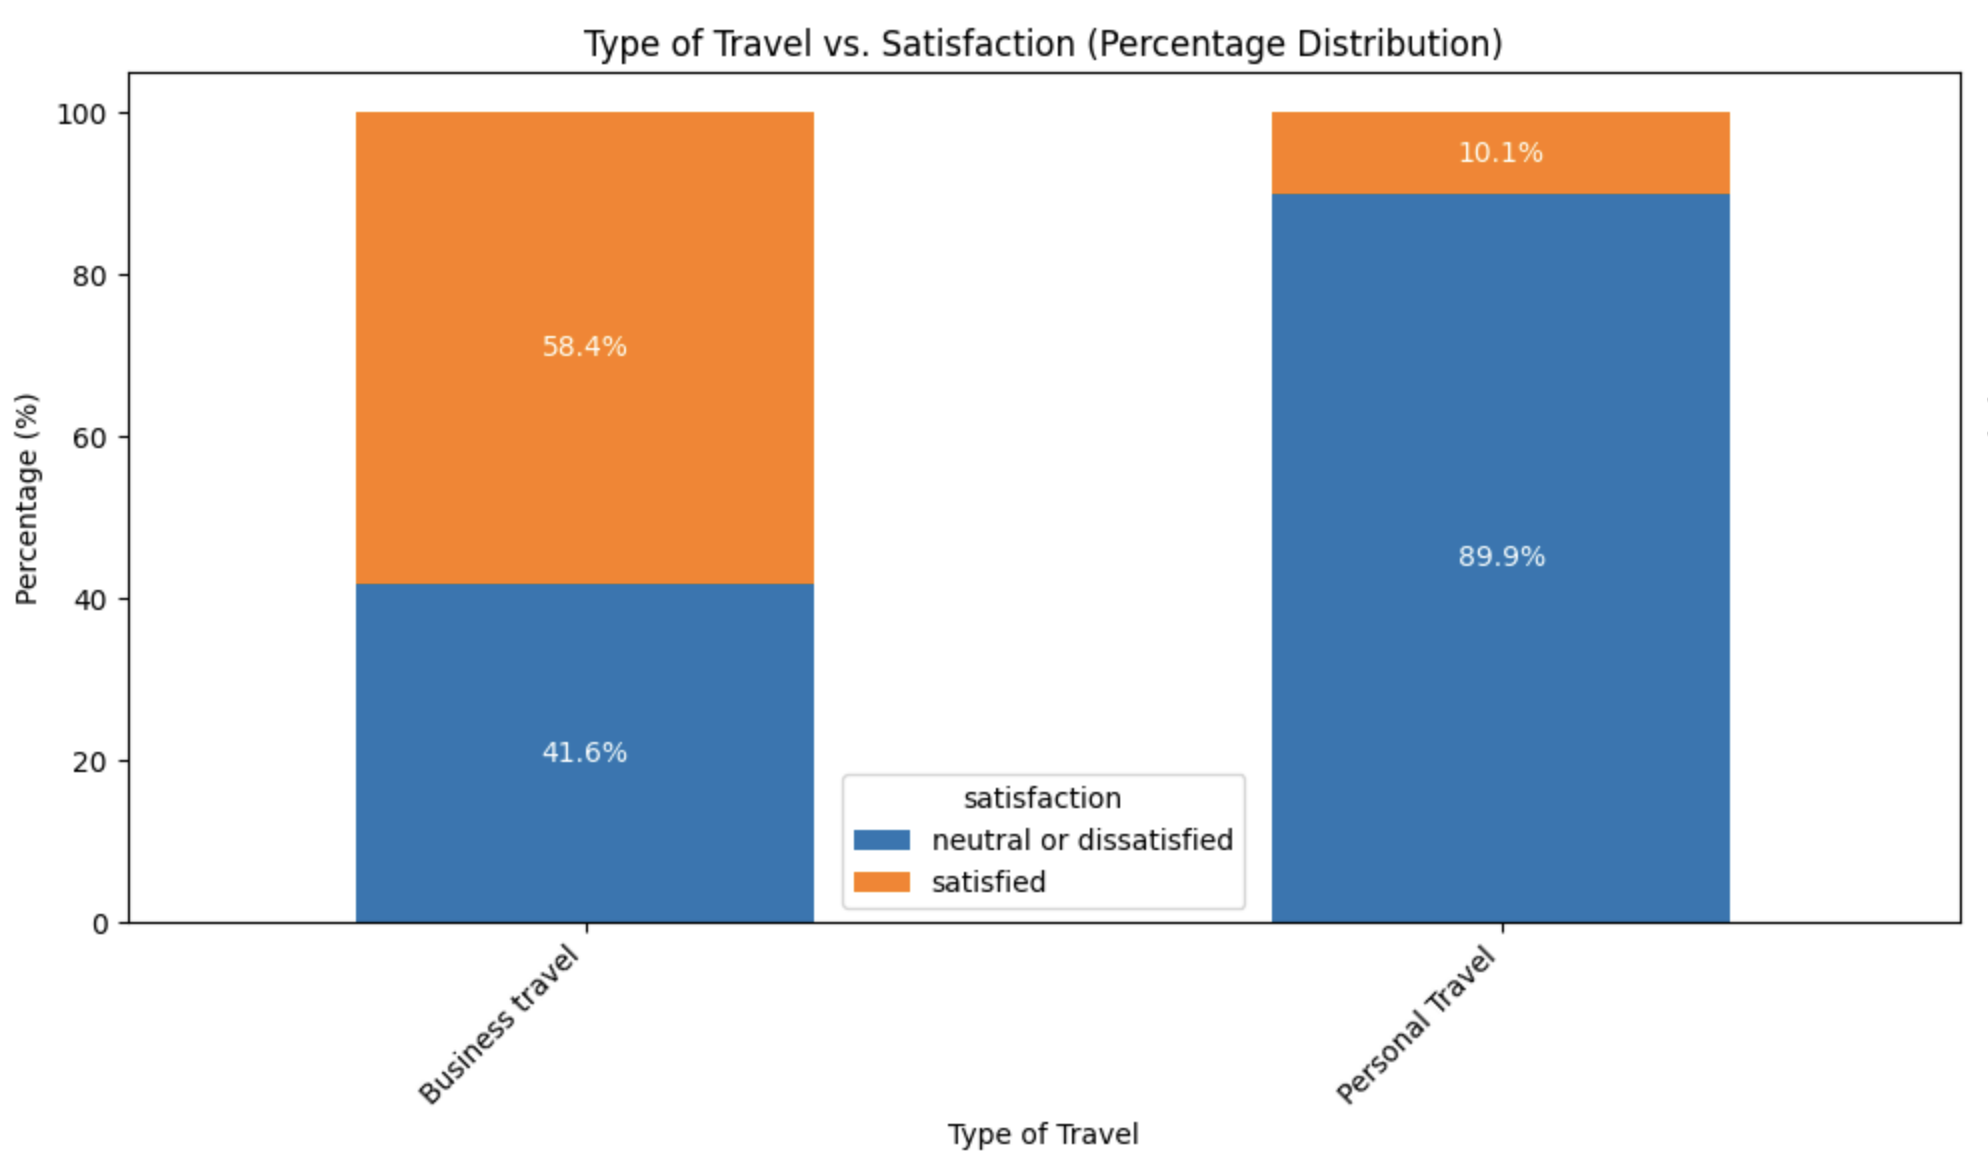 Type of Travel vs. Satisfaction (Percentage Distribution)
Percentage (%)
100
80
60
40
20
0
58.4%
41.6%
10.1%
89.9%
satisfaction
neutral or dissatisfied
satisfied
Business travel
Personal Travel
Type of Travel